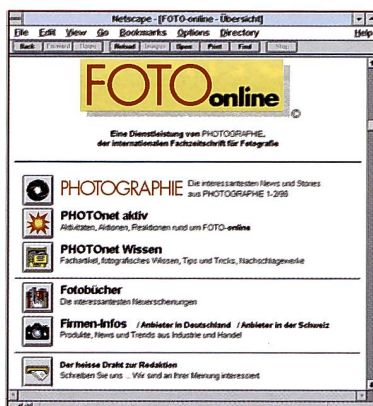 Netscape - [FOTO-online - Übersicht]
File Edit View Go Bookmarks Options Directory Help
Back Forward Home Reload Images Open Print Find Stop
FOTO online ©
Eine Dienstleistung von PHOTOGRAPHIE,
der internationalen Fachzeitschrift für Fotografie
PHOTOGRAPHIE Die interessantesten News und Stories
aus PHOTOGRAPHIE 1-2/96
PHOTOnet aktiv
Aktivitäten, Aktionen, Reaktionen rund um FOTO-online
PHOTOnet Wissen
Fachartikel, fotografisches Wissen, Tips und Tricks, Nachschlagewerke
Fotobücher
Die interessantesten Neuerscheinungen
Firmen-Infos / Anbieter in Deutschland / Anbieter in der Schweiz
Produkte, News und Trends aus Industrie und Handel
Der heisse Draht zur Redaktion
Schreiben Sie uns ... Wir sind an Ihrer Meinung interessiert